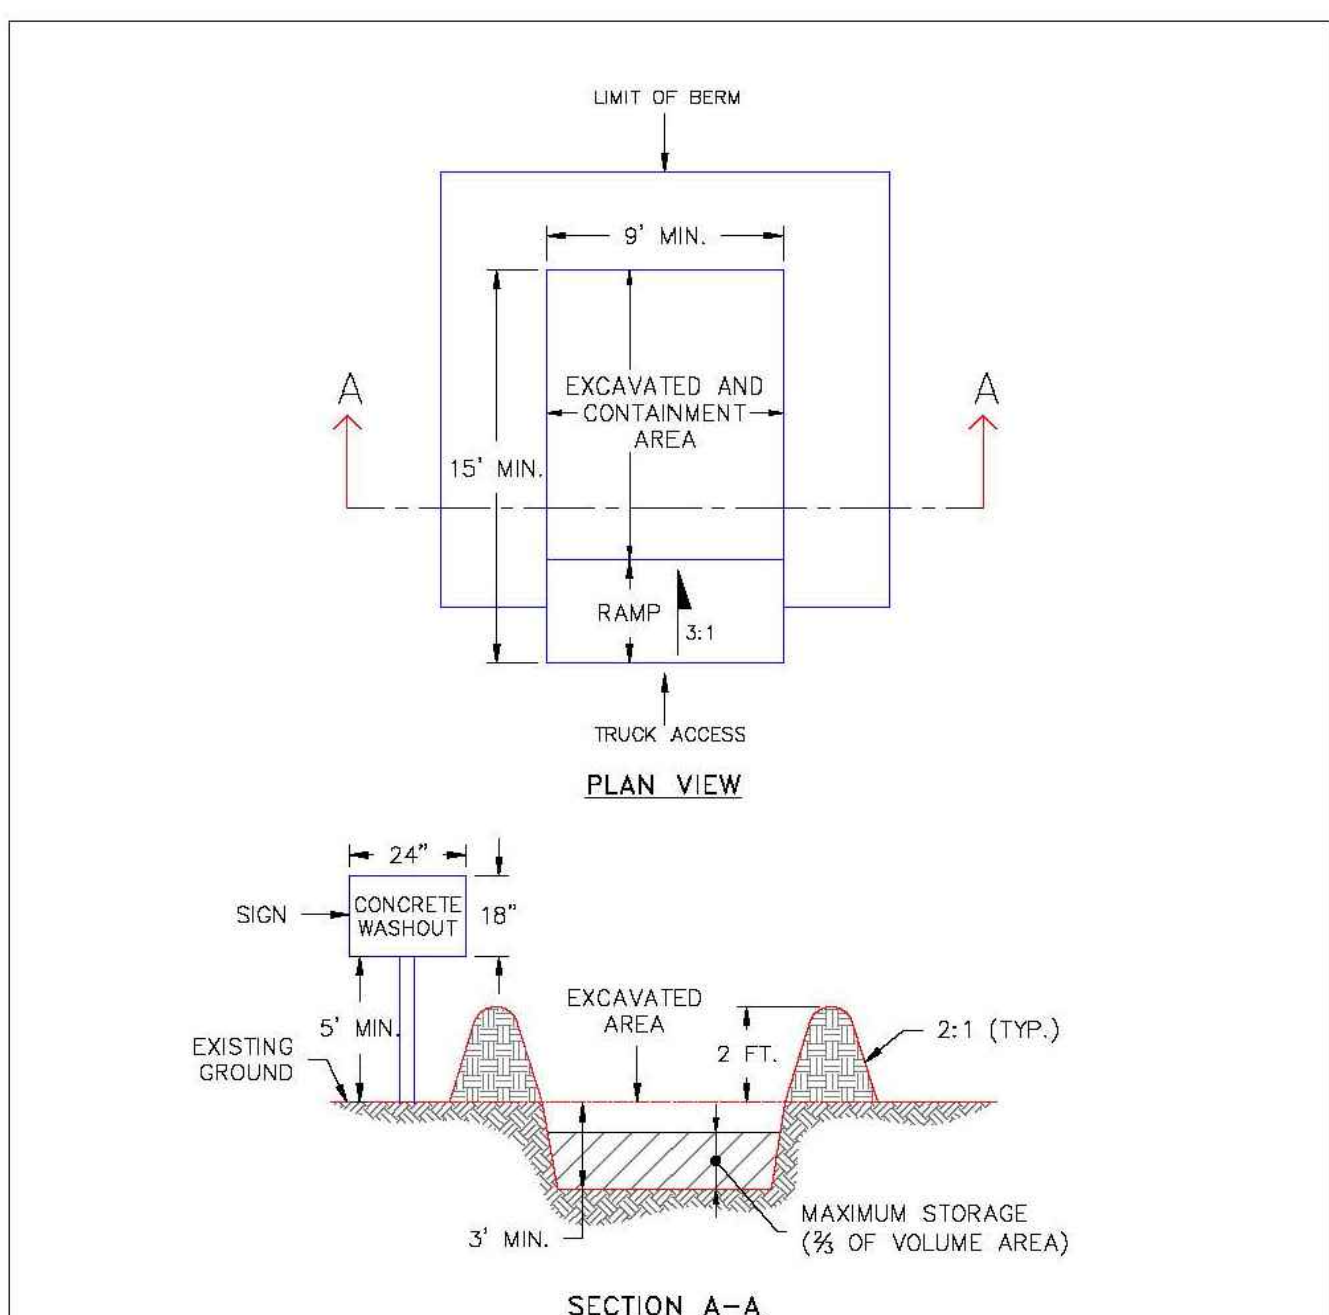 LIMIT OF BERM
9' MIN.
A
A
EXCAVATED AND
CONTAINMENT
AREA
15' MIN.
RAMP
3:1
TRUCK ACCESS
PLAN VIEW
24"
SIGN
CONCRETE
WASHOUT
18"
5' MIN.
EXISTING
GROUND
EXCAVATED
AREA
2 FT.
2:1 (TYP.)
3' MIN.
MAXIMUM STORAGE
(⅔ OF VOLUME AREA)
SECTION A-A